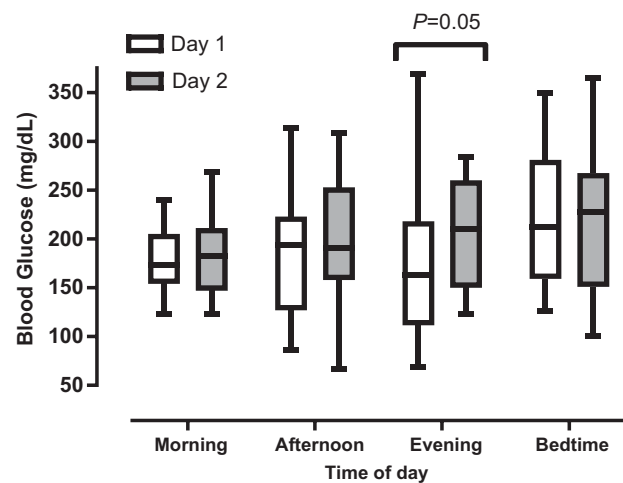 P=0.05
Day 1
Day 2
Blood Glucose (mg/dL)
350
300
250
200
150
100
50
Morning Afternoon Evening Bedtime
Time of day